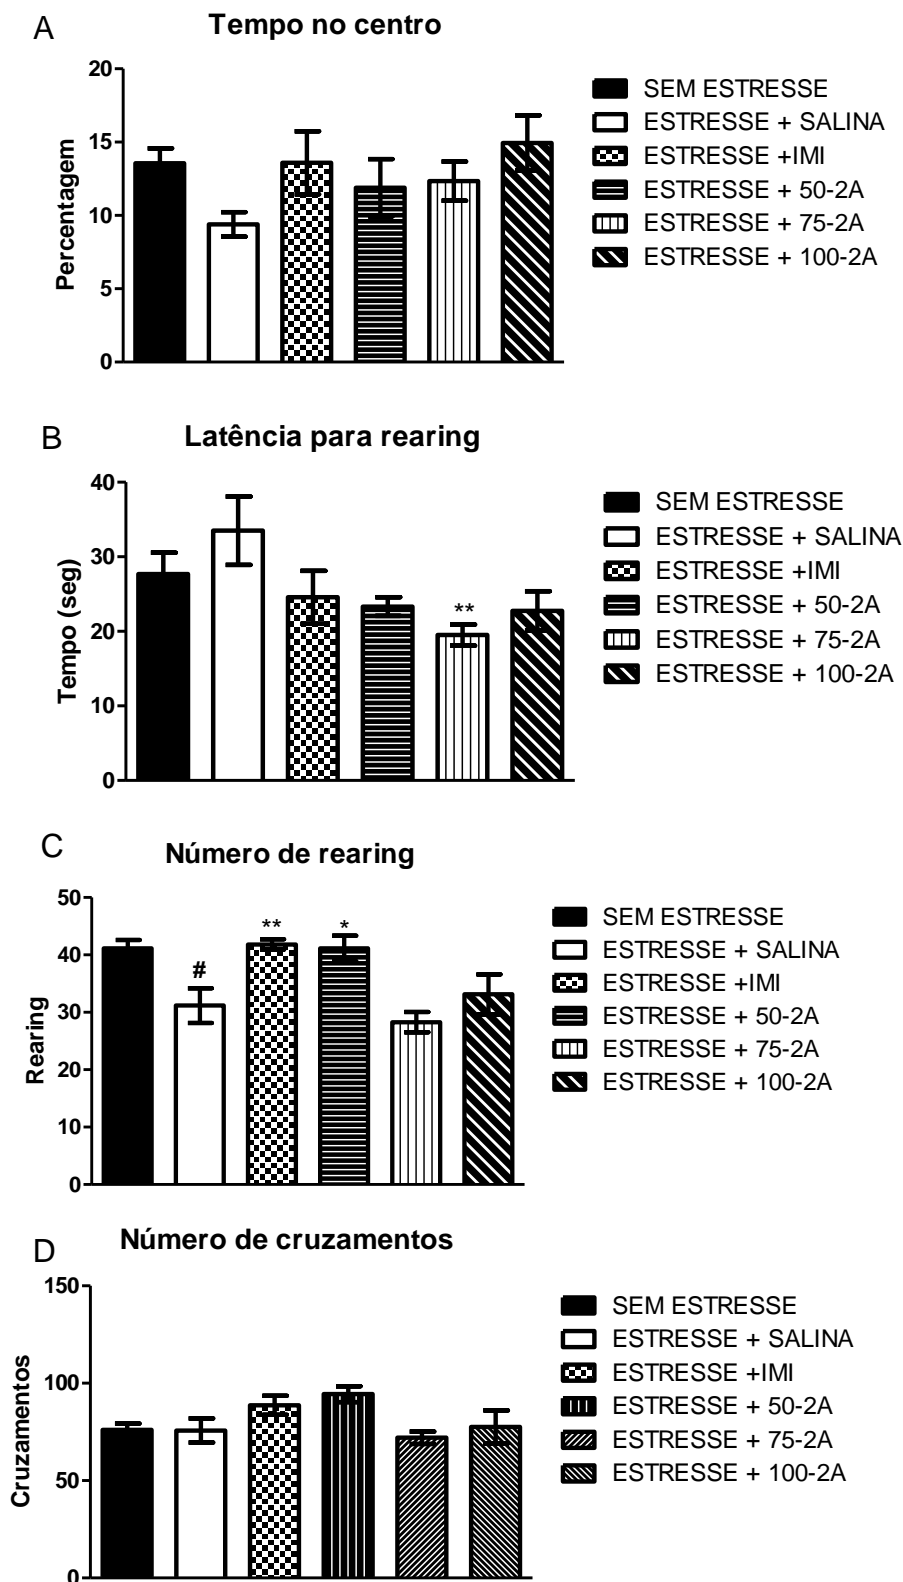 A
Tempo no centro
20
15
10
5
0
Percentagem
SEM ESTRESSE
ESTRESSE + SALINA
ESTRESSE +IMI
ESTRESSE + 50-2A
ESTRESSE + 75-2A
ESTRESSE + 100-2A
B
Latência para rearing
40
30
20
10
0
Tempo (seg)
**
SEM ESTRESSE
ESTRESSE + SALINA
ESTRESSE +IMI
ESTRESSE + 50-2A
ESTRESSE + 75-2A
ESTRESSE + 100-2A
C
Número de rearing
50
40
30
20
10
0
Rearing
#
**
*
SEM ESTRESSE
ESTRESSE + SALINA
ESTRESSE +IMI
ESTRESSE + 50-2A
ESTRESSE + 75-2A
ESTRESSE + 100-2A
D
Número de cruzamentos
150
100
50
0
Cruzamentos
SEM ESTRESSE
ESTRESSE + SALINA
ESTRESSE +IMI
ESTRESSE + 50-2A
ESTRESSE + 75-2A
ESTRESSE + 100-2A